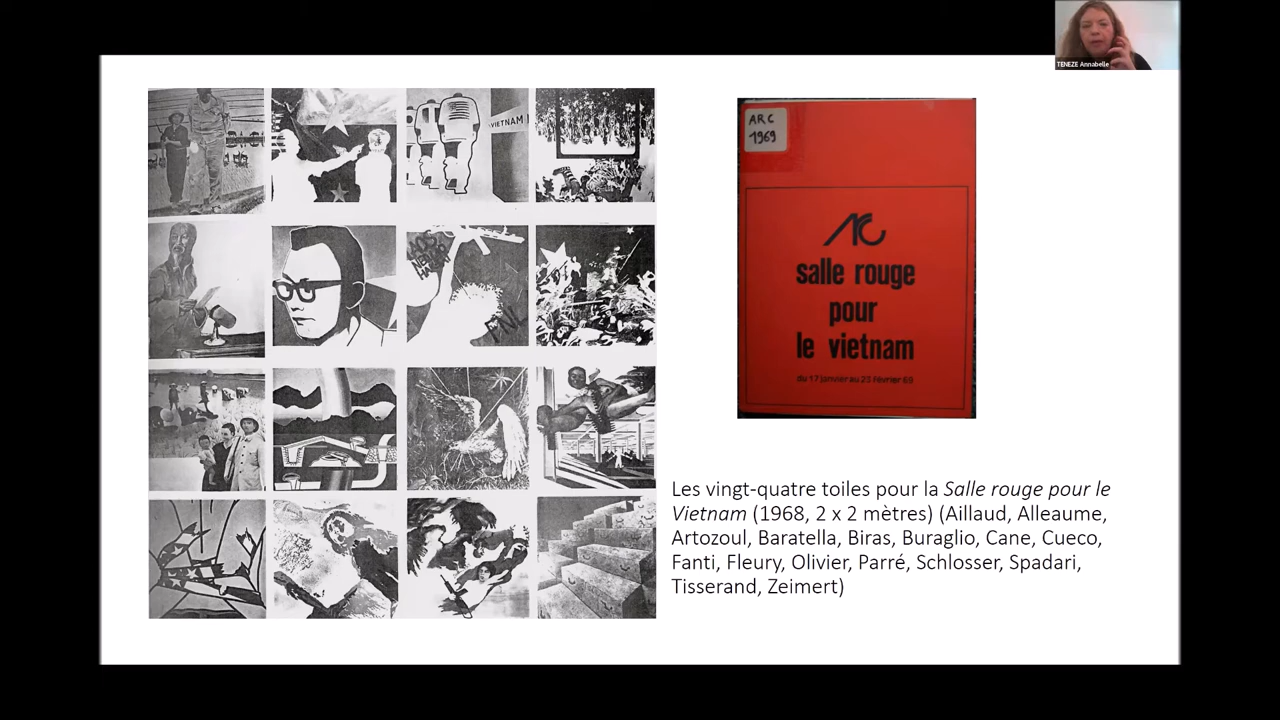 TENEZE Annabelle
VIETNAM
FNL
ARC
1969
ARC
salle rouge
pour
le vietnam
du 17 janvier au 23 février 69
Les vingt-quatre toiles pour la Salle rouge pour le
Vietnam (1968, 2 x 2 mètres) (Aillaud, Alleaume,
Artozoul, Baratella, Biras, Buraglio, Cane, Cueco,
Fanti, Fleury, Olivier, Parré, Schlosser, Spadari,
Tisserand, Zeimert)